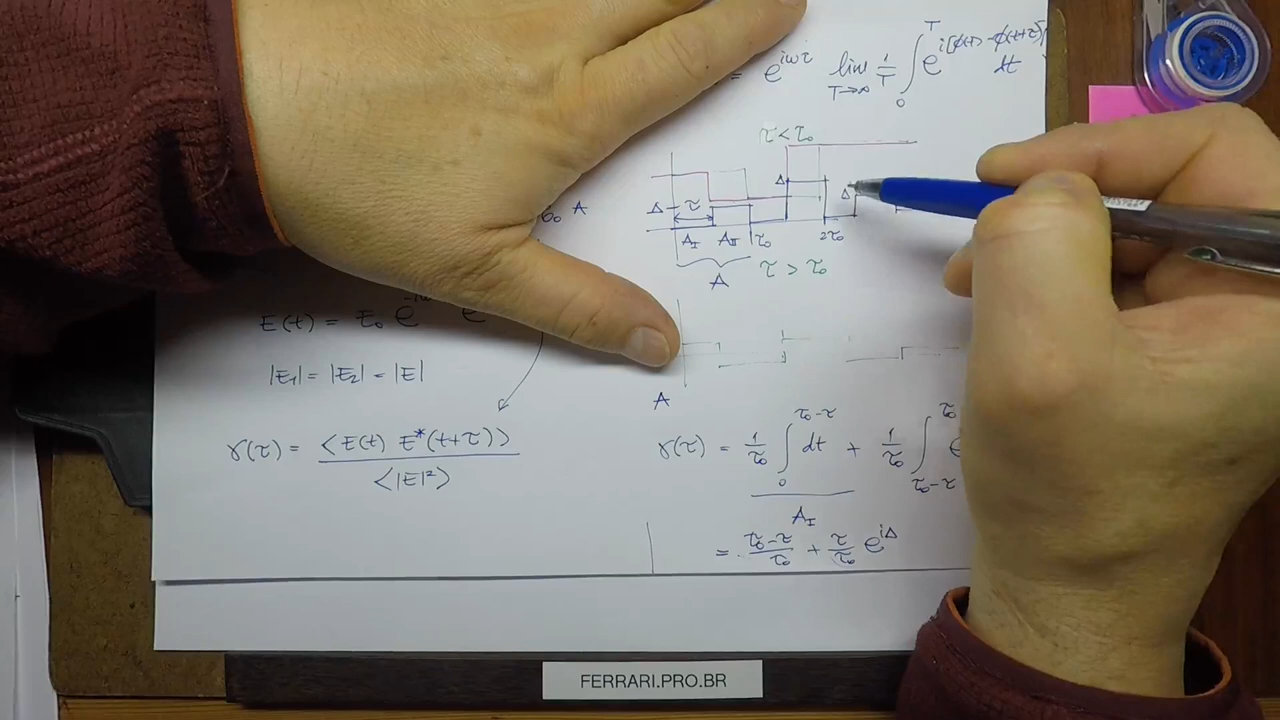 = e^{iωτ} lim_{T→∞} 1/T ∫_0^T e^{i[φ(t) - φ(t+τ)]} dt
τ < τ₀
Δ
Δ τ Δ
A
A_I A_II τ₀ 2τ₀
A τ > τ₀
E(t) = E₀ e^{-iω} e
|E₁| = |E₂| = |E|
A
γ(τ) = <E(t) E*(t+τ)> / <|E|²>
γ(τ) = 1/τ₀ ∫_0^{τ₀-τ} dt + 1/τ₀ ∫_{τ₀-τ}^{τ₀} e
A_I
= τ₀-τ/τ₀ + τ/τ₀ e^{iΔ}
FERRARI.PRO.BR